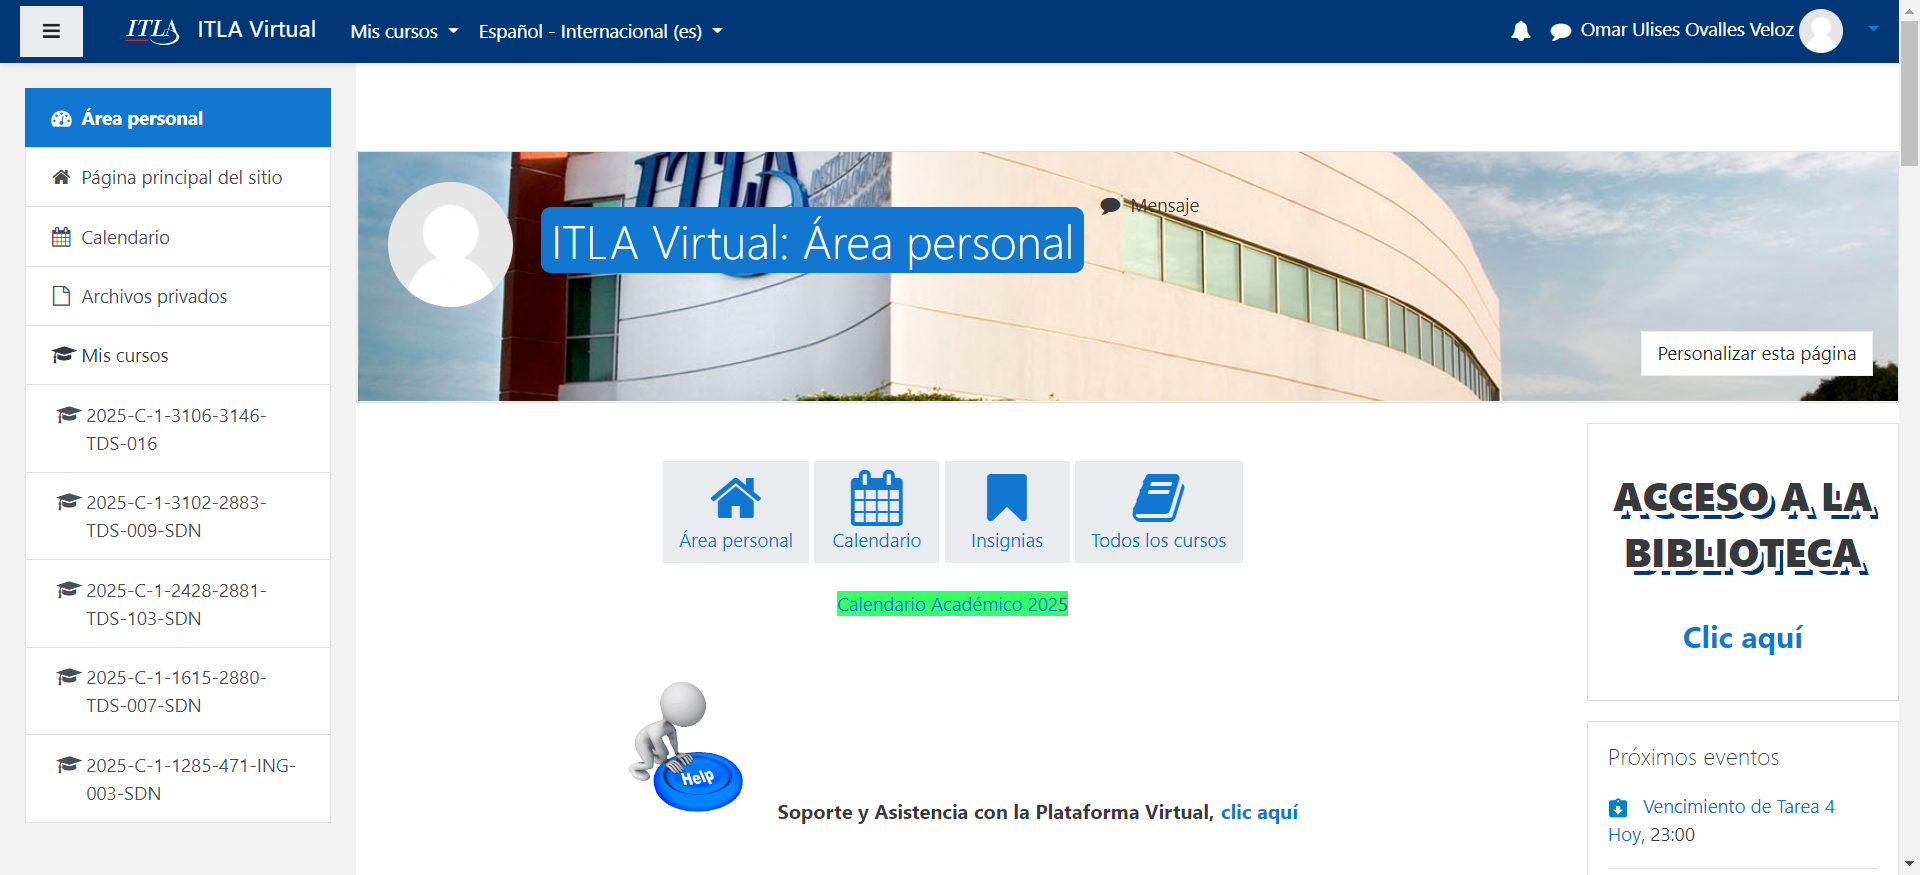 ITLA
ITLA Virtual
Mis cursos
Español - Internacional (es)
Omar Ulises Ovalles Veloz
Área personal
Página principal del sitio
Calendario
Archivos privados
Mis cursos
2025-C-1-3106-3146-
TDS-016
2025-C-1-3102-2883-
TDS-009-SDN
2025-C-1-2428-2881-
TDS-103-SDN
2025-C-1-1615-2880-
TDS-007-SDN
2025-C-1-1285-471-ING-
003-SDN
ITLA
ITLA Virtual: Área personal
Mensaje
Personalizar esta página
Área personal
Calendario
Insignias
Todos los cursos
Calendario Académico 2025
Help
Soporte y Asistencia con la Plataforma Virtual, clic aquí
ACCESO A LA
BIBLIOTECA
Clic aquí
Próximos eventos
Vencimiento de Tarea 4
Hoy, 23:00